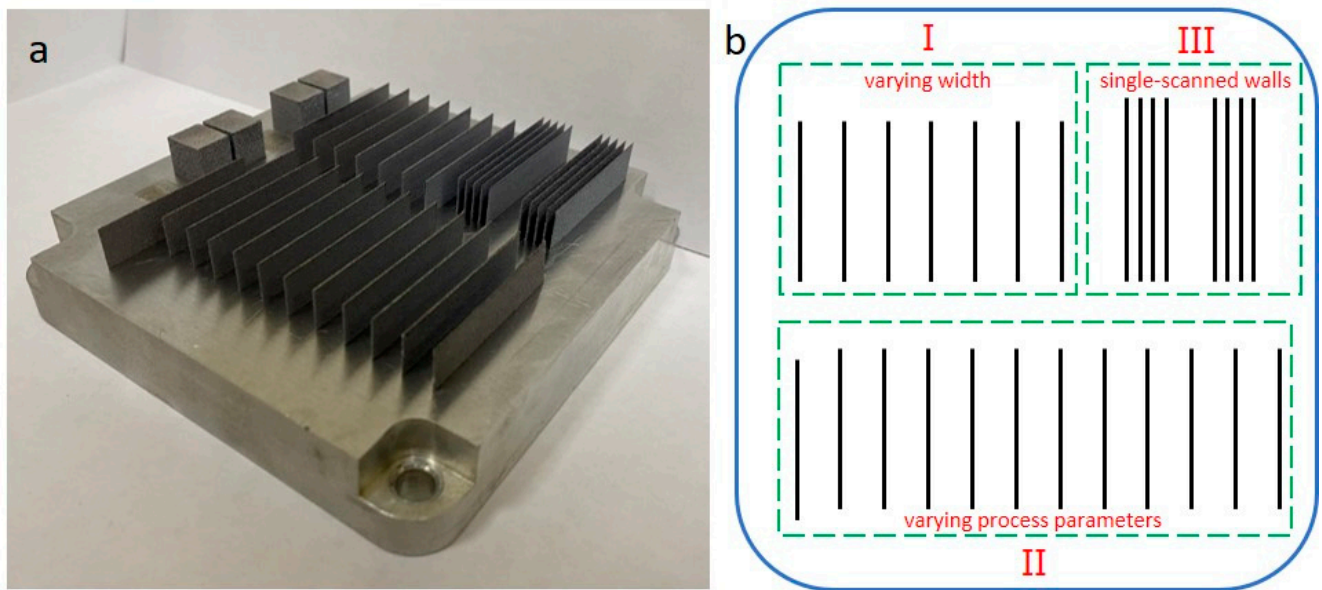 a
b
I
III
varying width
single-scanned walls
varying process parameters
II